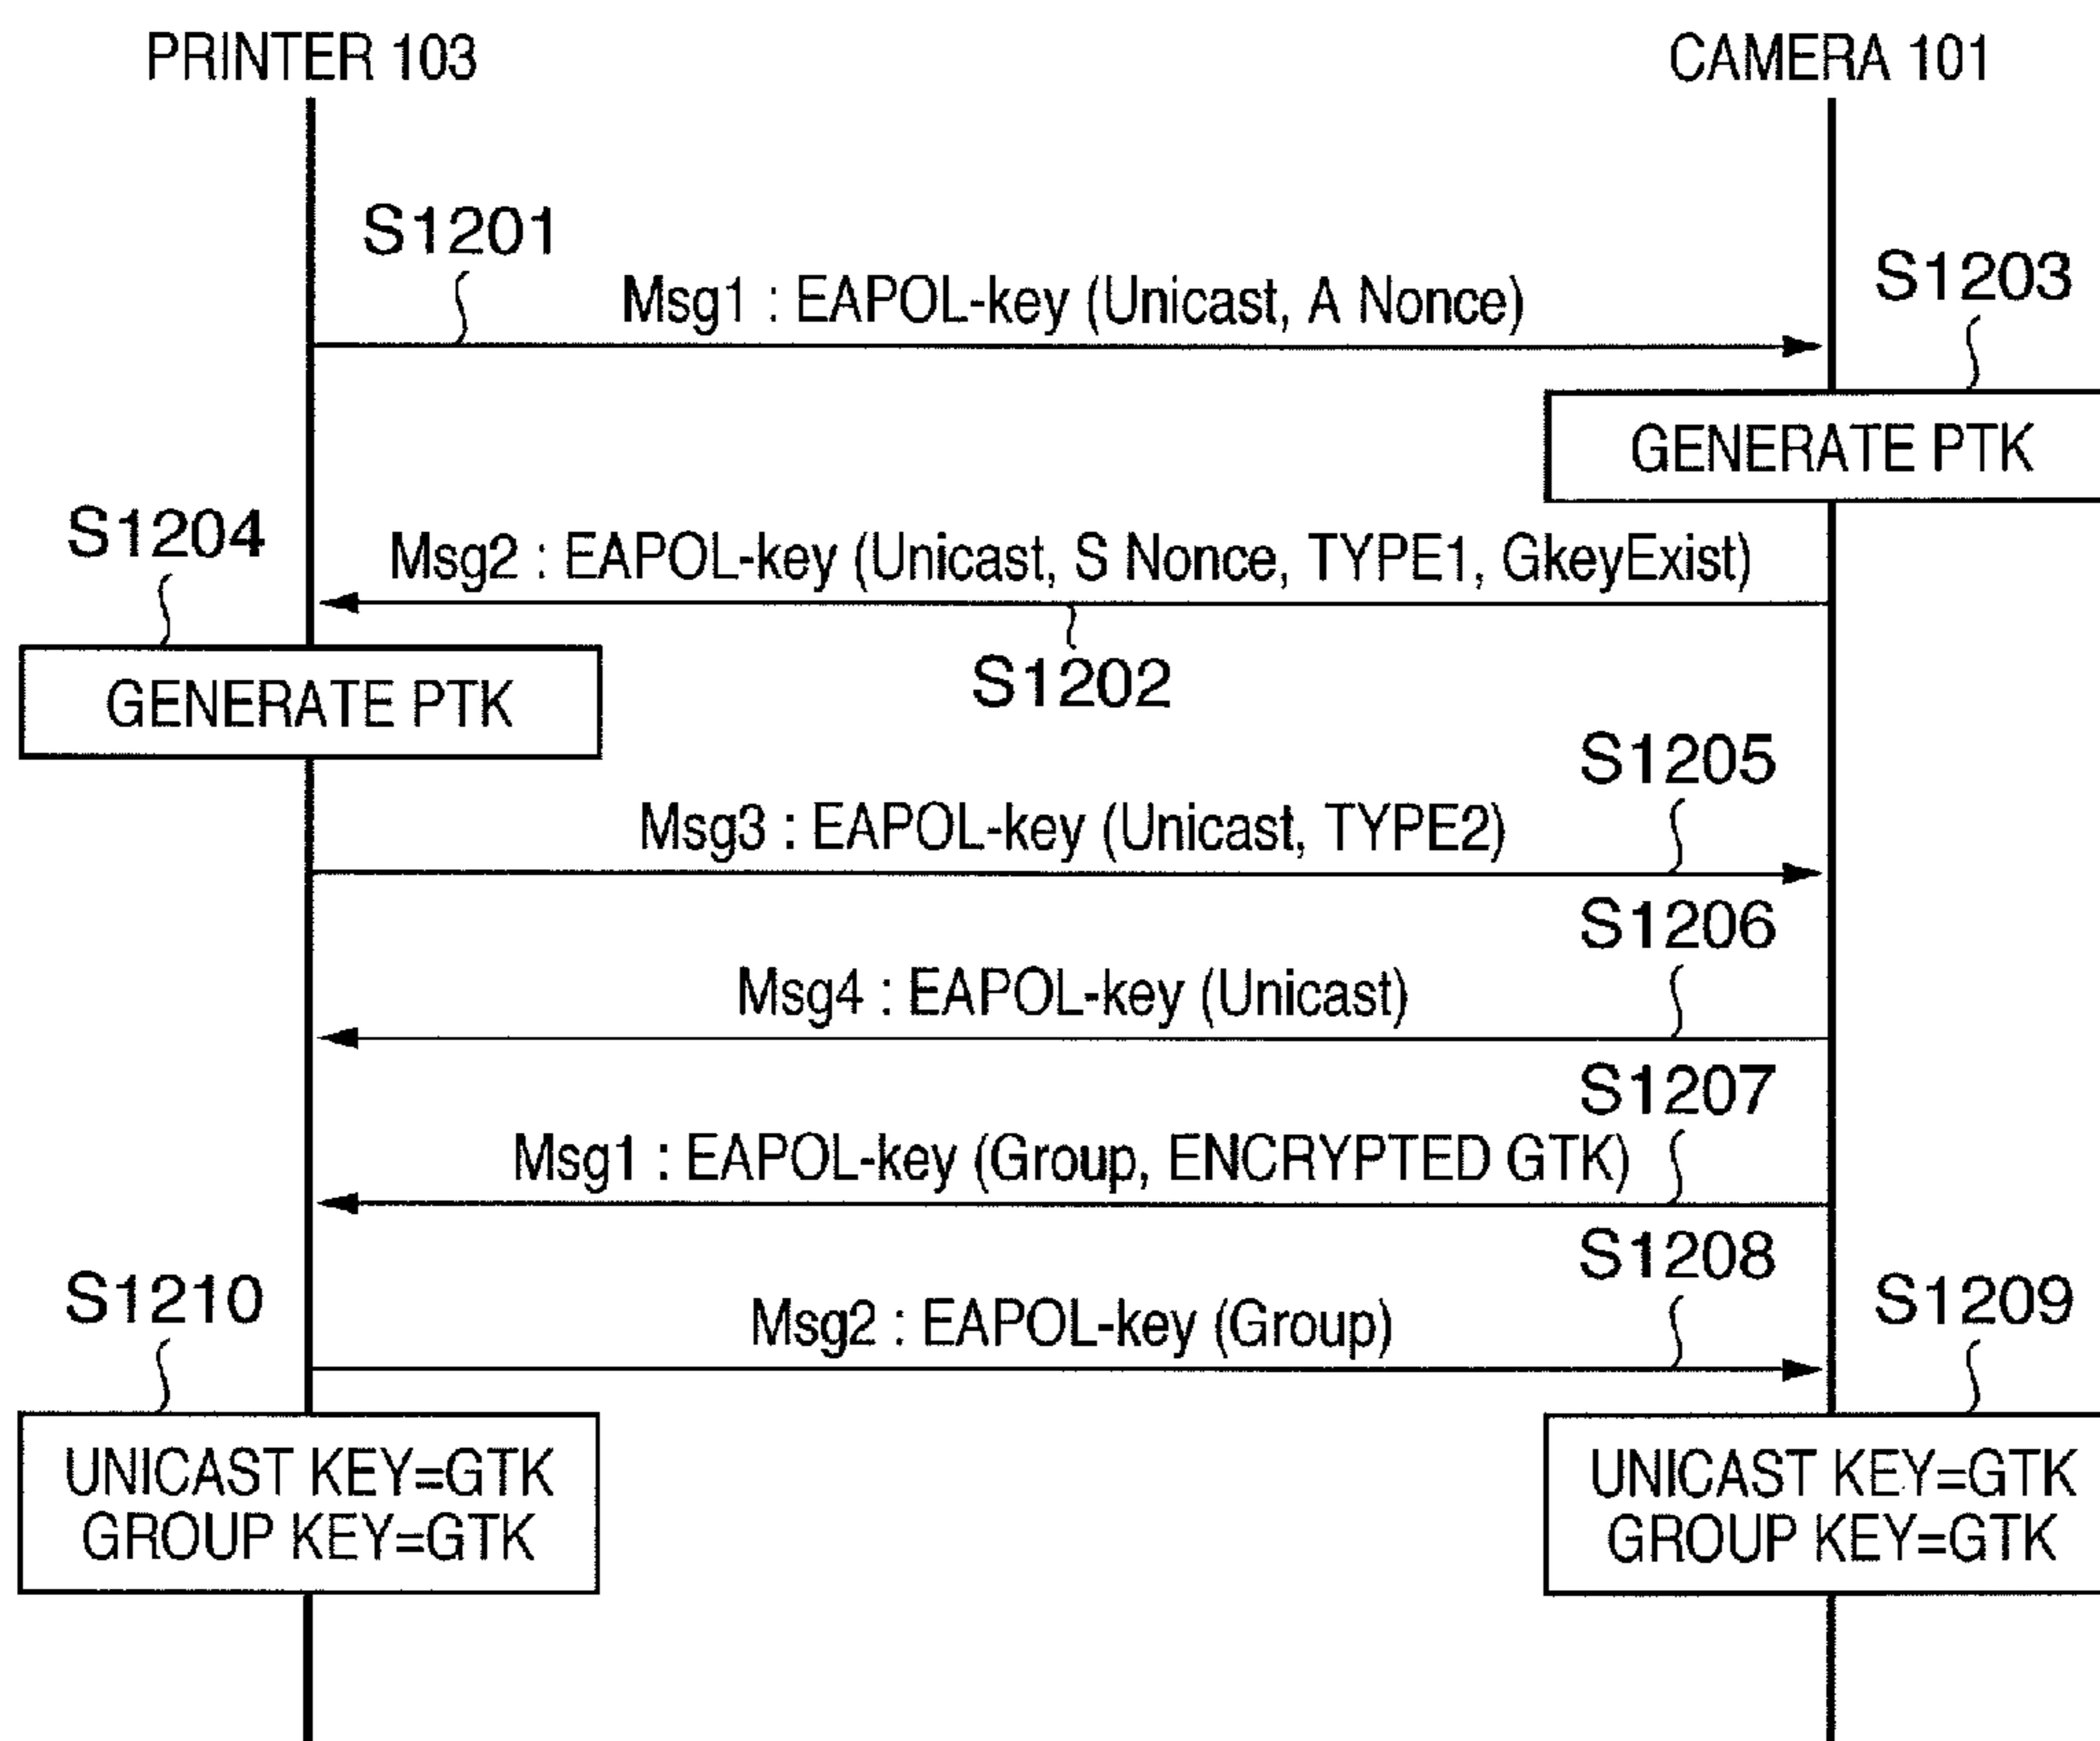 PRINTER 103
CAMERA 101
S1201
Msg1 : EAPOL-key (Unicast, A Nonce)
S1203
GENERATE PTK
S1204
Msg2 : EAPOL-key (Unicast, S Nonce, TYPE1, GkeyExist)
S1202
GENERATE PTK
S1205
Msg3 : EAPOL-key (Unicast, TYPE2)
S1206
Msg4 : EAPOL-key (Unicast)
S1207
Msg1 : EAPOL-key (Group, ENCRYPTED GTK)
S1208
Msg2 : EAPOL-key (Group)
S1210
S1209
UNICAST KEY=GTK
GROUP KEY=GTK
UNICAST KEY=GTK
GROUP KEY=GTK